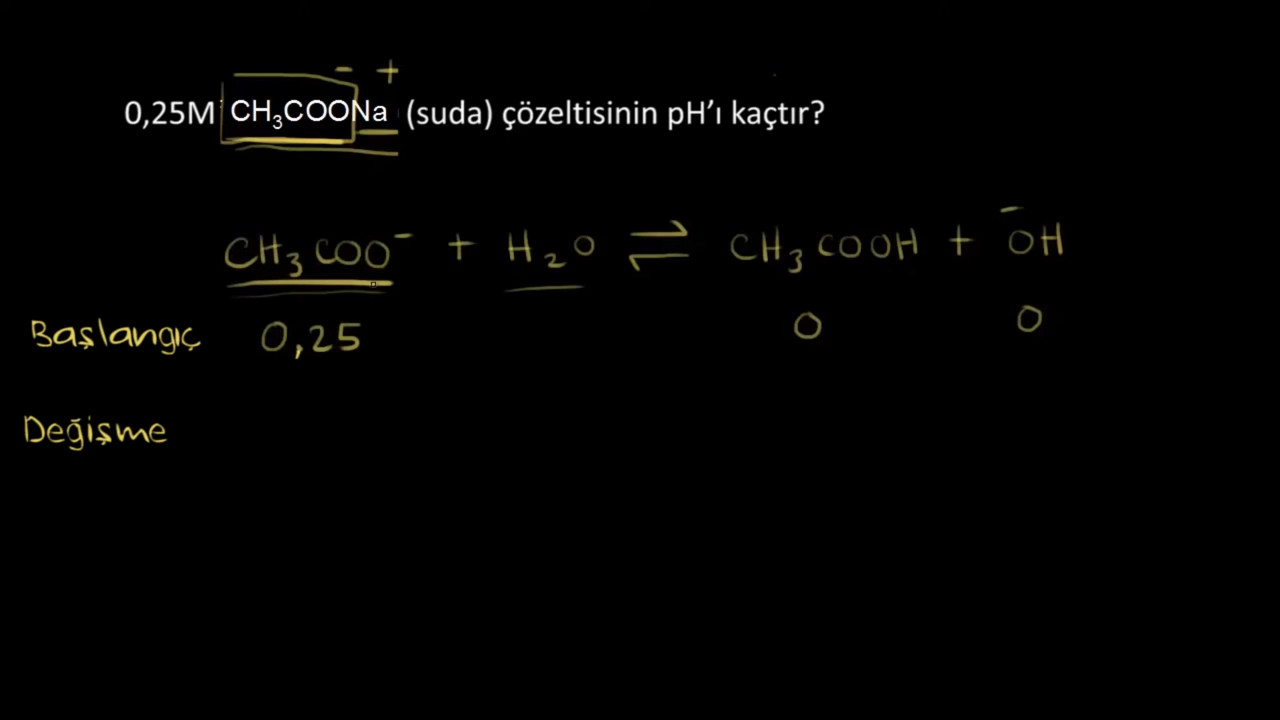 0,25M CH₃COONa (suda) çözeltisinin pH’ı kaçtır?
CH₃COO⁻ + H₂O ⇌ CH₃COOH + ⁻OH
Başlangıç 0,25 0 0
Değişme